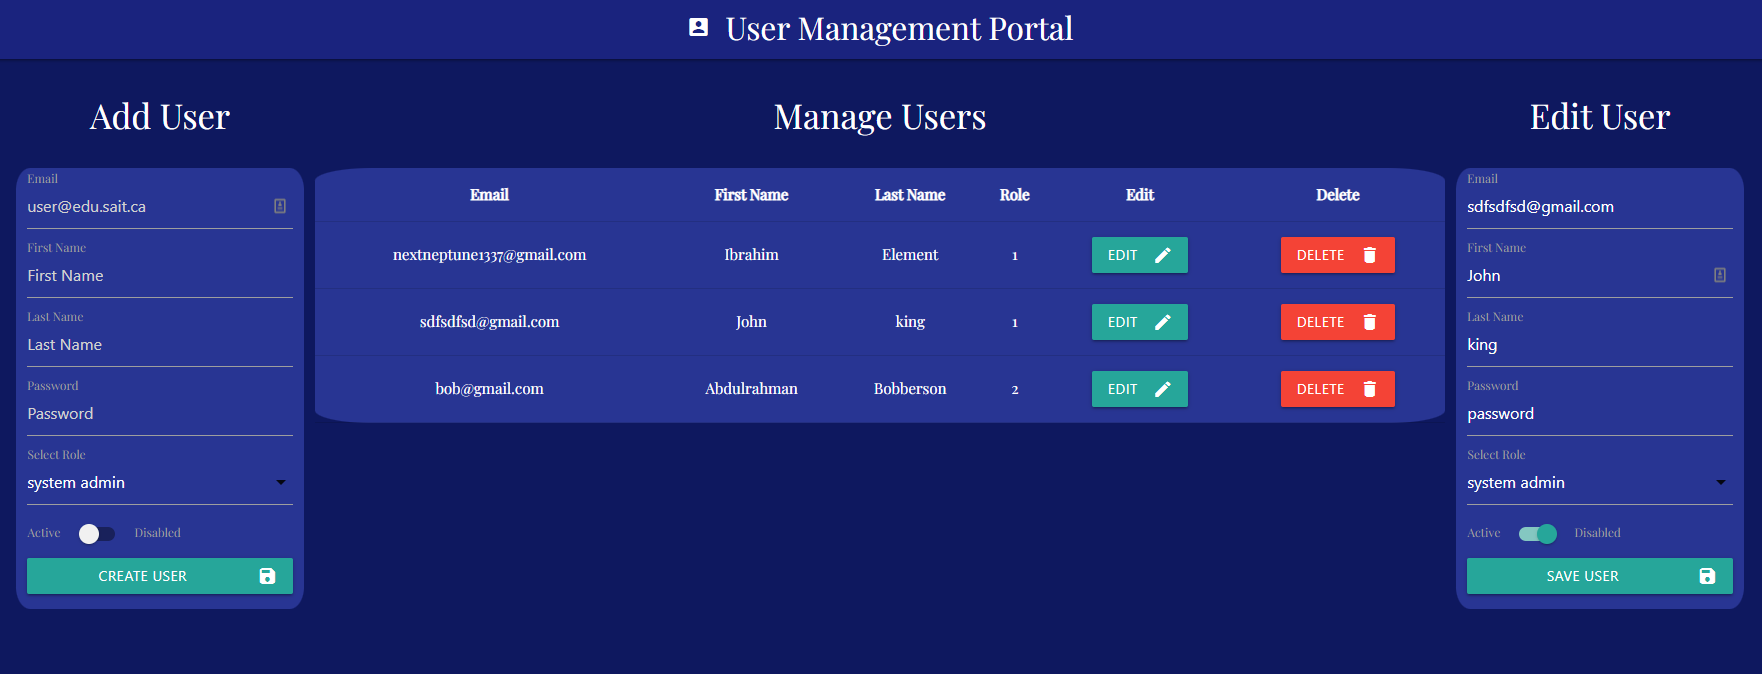 User Management Portal
Add User
Email
user@edu.sait.ca
First Name
First Name
Last Name
Last Name
Password
Password
Select Role
system admin
Active Disabled
CREATE USER
Manage Users
Email First Name Last Name Role Edit Delete
nextneptune1337@gmail.com Ibrahim Element 1 EDIT DELETE
sdfsdfsd@gmail.com John king 1 EDIT DELETE
bob@gmail.com Abdulrahman Bobberson 2 EDIT DELETE
Edit User
Email
sdfsdfsd@gmail.com
First Name
John
Last Name
king
Password
password
Select Role
system admin
Active Disabled
SAVE USER